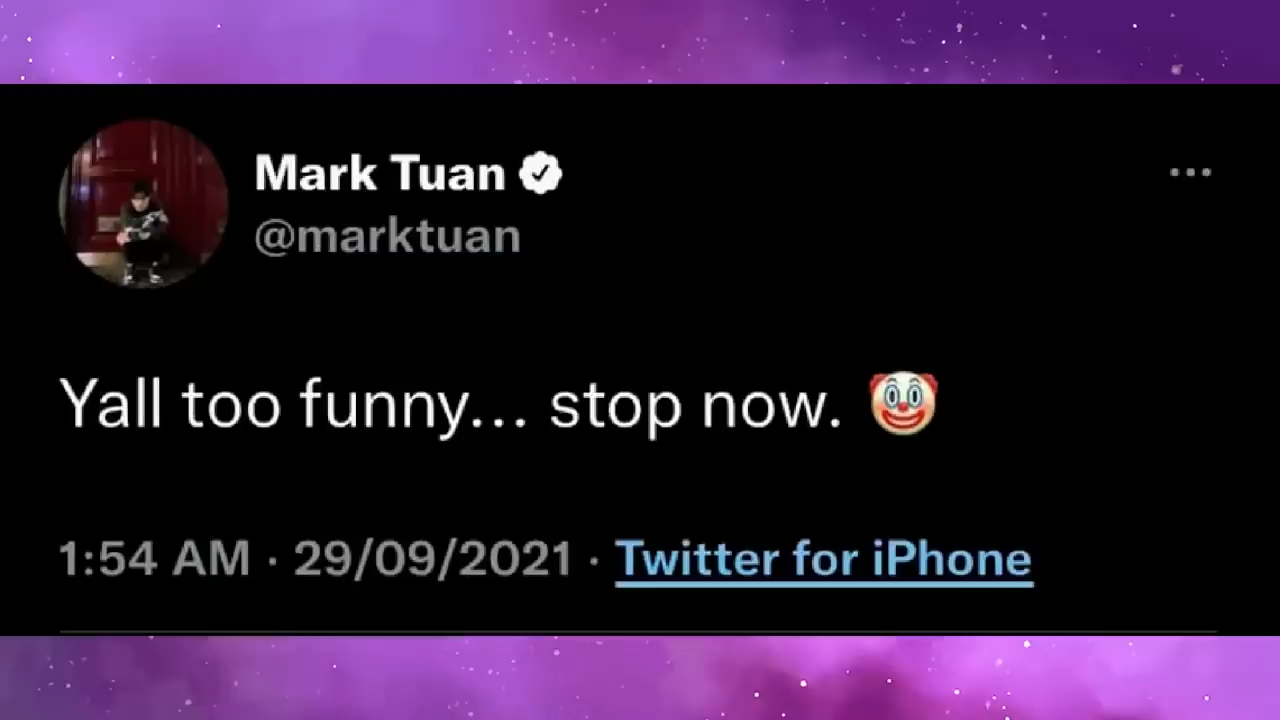 Mark Tuan
@marktuan
Yall too funny... stop now. 🤡
1:54 AM · 29/09/2021 · Twitter for iPhone